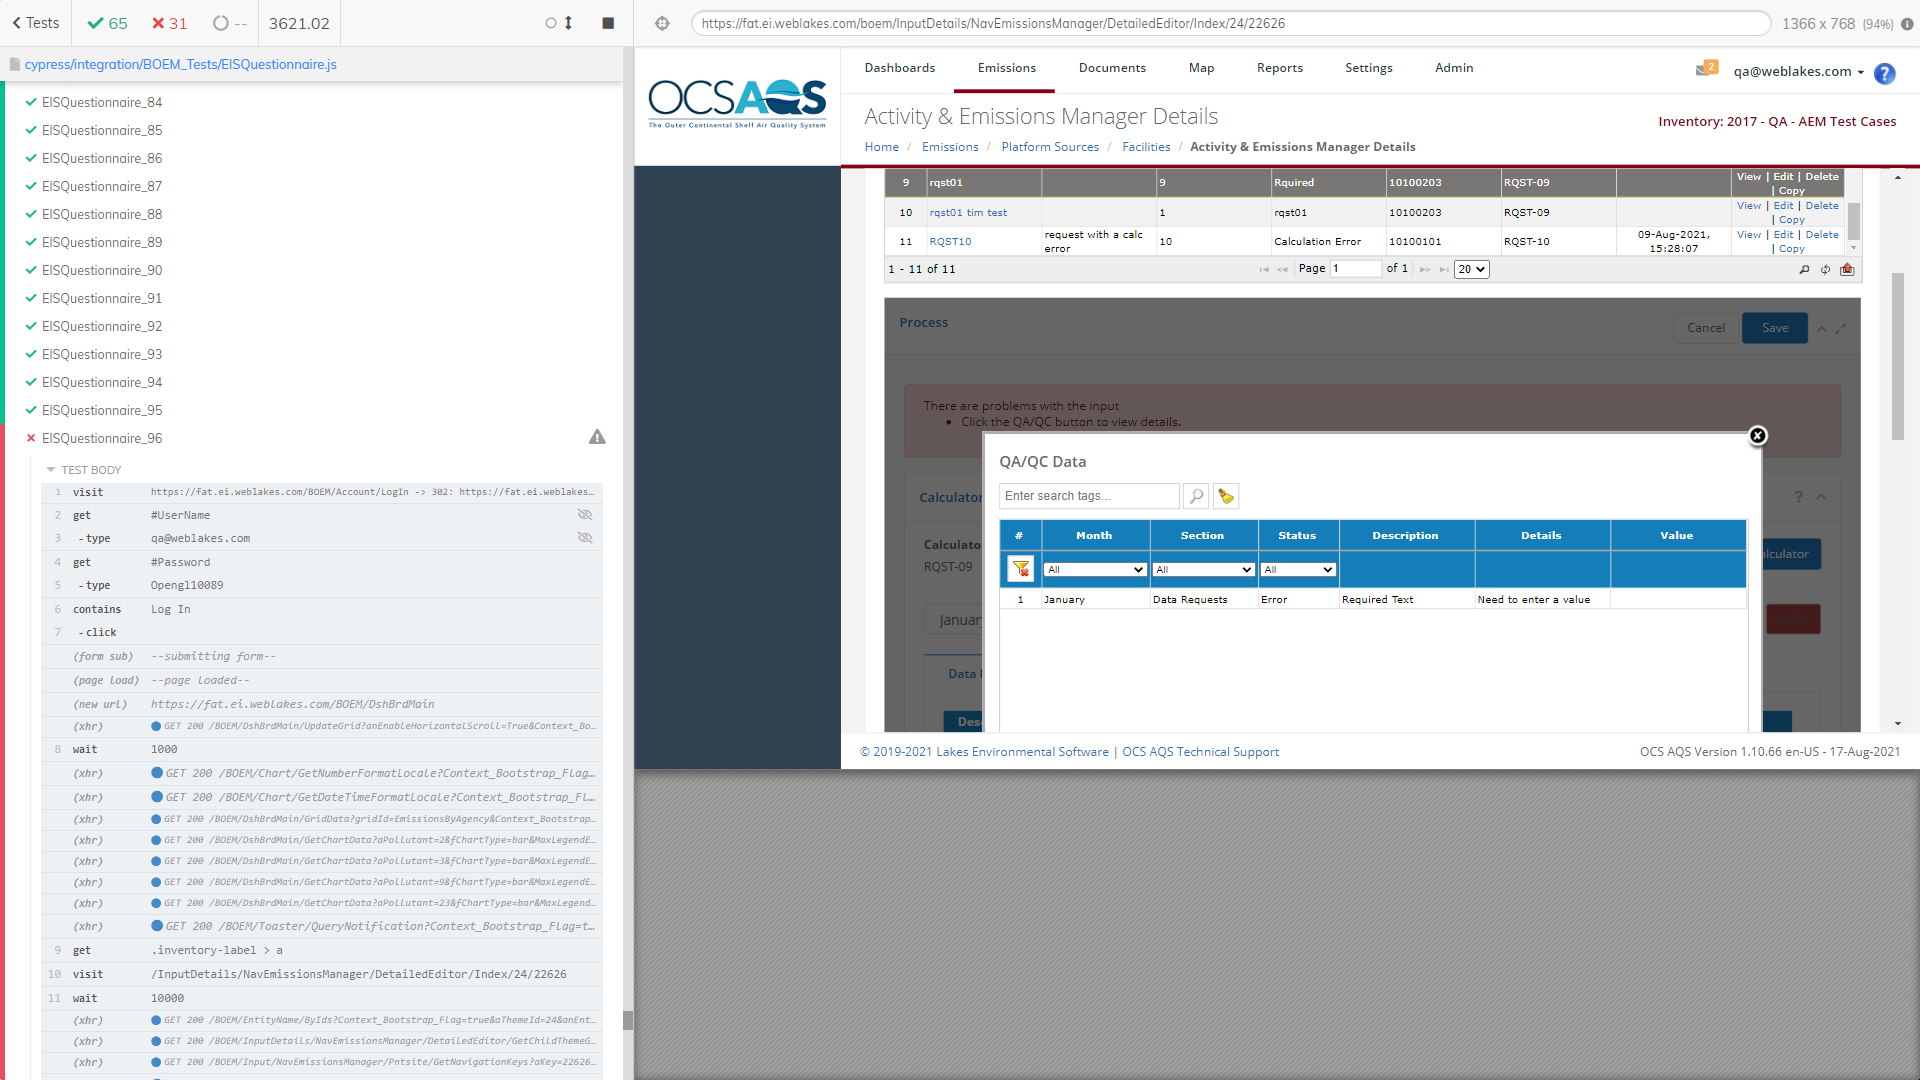 Tests
65
31
--
3621.02
https://fat.ei.weblakes.com/boem/InputDetails/NavEmissionsManager/DetailedEditor/Index/24/22626
1366 x 768 (94%)
cypress/integration/BOEM_Tests/EISQuestionnaire.js
EISQuestionnaire_84
EISQuestionnaire_85
EISQuestionnaire_86
EISQuestionnaire_87
EISQuestionnaire_88
EISQuestionnaire_89
EISQuestionnaire_90
EISQuestionnaire_91
EISQuestionnaire_92
EISQuestionnaire_93
EISQuestionnaire_94
EISQuestionnaire_95
EISQuestionnaire_96
TEST BODY
1 visit https://fat.ei.weblakes.com/BOEM/Account/LogIn -> 302: https://fat.ei.weblakes...
2 get #UserName
3 -type qa@weblakes.com
4 get #Password
5 -type Opengl10089
6 contains Log In
7 -click
(form sub) --submitting form--
(page load) --page loaded--
(new url) https://fat.ei.weblakes.com/BOEM/DshBrdMain
(xhr) GET 200 /BOEM/DshBrdMain/UpdateGrid?anEnableHorizontalScroll=True&Context_Bo...
8 wait 1000
(xhr) GET 200 /BOEM/Chart/GetNumberFormatLocale?Context_Bootstrap_Flag...
(xhr) GET 200 /BOEM/Chart/GetDateTimeFormatLocale?Context_Bootstrap_Fl...
(xhr) GET 200 /BOEM/DshBrdMain/GridData?gridId=EmissionsByAgency&Context_Bootstrap...
(xhr) GET 200 /BOEM/DshBrdMain/GetChartData?aPollutant=2&fChartType=bar&MaxLegendE...
(xhr) GET 200 /BOEM/DshBrdMain/GetChartData?aPollutant=3&fChartType=bar&MaxLegendE...
(xhr) GET 200 /BOEM/DshBrdMain/GetChartData?aPollutant=9&fChartType=bar&MaxLegendE...
(xhr) GET 200 /BOEM/DshBrdMain/GetChartData?aPollutant=23&fChartType=bar&MaxLegend...
(xhr) GET 200 /BOEM/Toaster/QueryNotification?Context_Bootstrap_Flag=t...
9 get .inventory-label > a
10 visit /InputDetails/NavEmissionsManager/DetailedEditor/Index/24/22626
11 wait 10000
(xhr) GET 200 /BOEM/EntityName/ByIds?Context_Bootstrap_Flag=true&aThemeId=24&anEnt...
(xhr) GET 200 /BOEM/InputDetails/NavEmissionsManager/DetailedEditor/GetChildThemeG...
(xhr) GET 200 /BOEM/Input/NavEmissionsManager/Pntsite/GetNavigationKeys?aKey=22626...
OCSAQS
The Outer Continental Shelf Air Quality System
Dashboards Emissions Documents Map Reports Settings Admin
2
qa@weblakes.com
?
Activity & Emissions Manager Details
Inventory: 2017 - QA - AEM Test Cases
Home / Emissions / Platform Sources / Facilities / Activity & Emissions Manager Details
9 rqst01 9 Rquired 10100203 RQST-09 View | Edit | Delete | Copy
10 rqst01 tim test 1 rqst01 10100203 RQST-09 View | Edit | Delete | Copy
11 RQST10 request with a calc error 10 Calculation Error 10100101 RQST-10 09-Aug-2021, 15:28:07 View | Edit | Delete | Copy
1 - 11 of 11
Page 1 of 1 20
Process
Cancel
Save
There are problems with the input
Click the QA/QC button to view details.
Calculator
?
Calculato
RQST-09
alculator
Januar
Data
Des
QA/QC Data
Enter search tags...
# Month Section Status Description Details Value
All All All
1 January Data Requests Error Required Text Need to enter a value
© 2019-2021 Lakes Environmental Software | OCS AQS Technical Support
OCS AQS Version 1.10.66 en-US - 17-Aug-2021